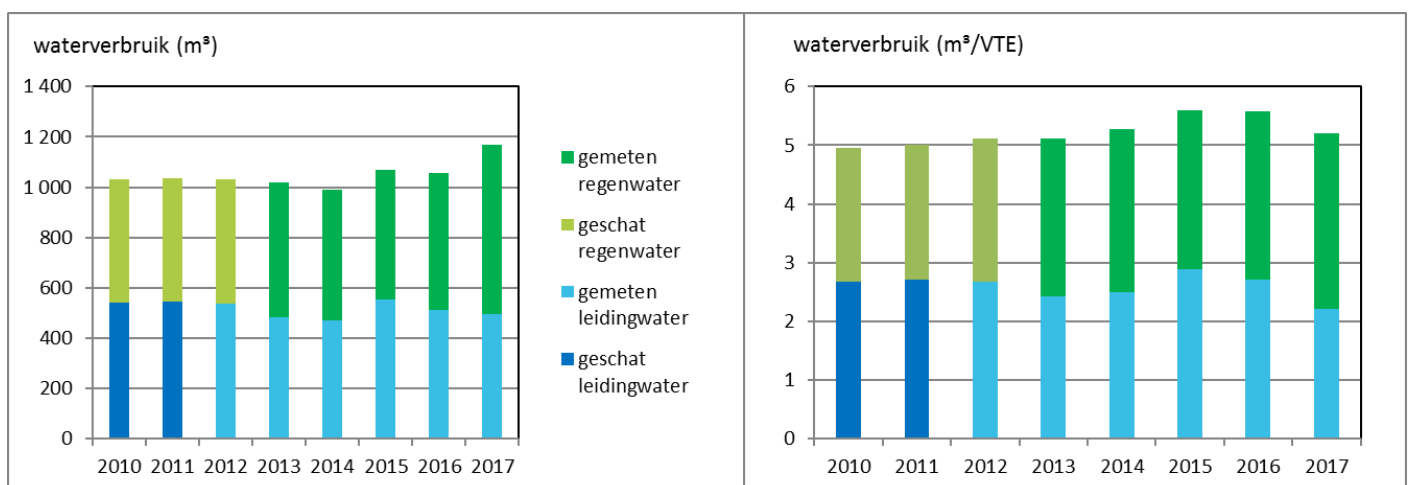 waterverbruik (m³)
1 400
1 200
1 000
800
600
400
200
0
2010 2011 2012 2013 2014 2015 2016 2017
gemeten
regenwater
geschat
regenwater
gemeten
leidingwater
geschat
leidingwater
waterverbruik (m³/VTE)
6
5
4
3
2
1
0
2010 2011 2012 2013 2014 2015 2016 2017